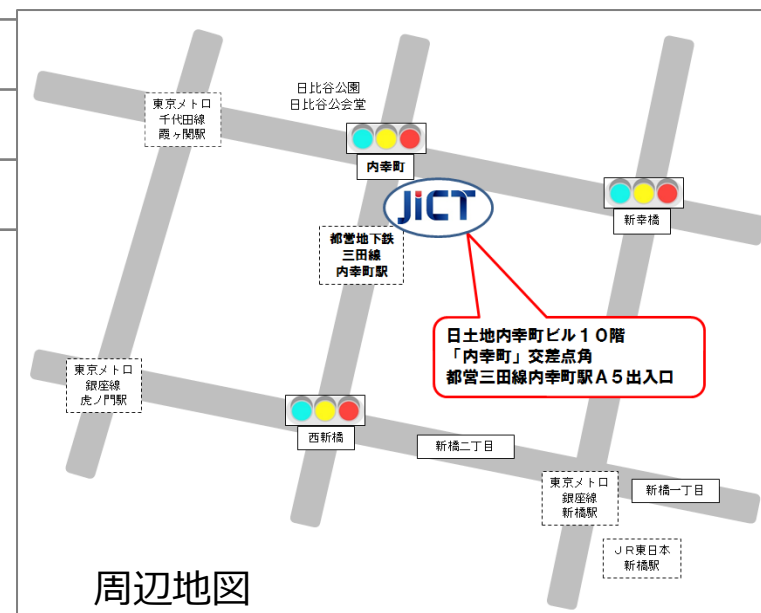 日比谷公園
日比谷公会堂
東京メトロ
千代田線
霞ヶ関駅
内幸町
JICT
新幸橋
都営地下鉄
三田線
内幸町駅
日土地内幸町ビル１０階
「内幸町」交差点角
都営三田線内幸町駅Ａ５出入口
東京メトロ
銀座線
虎ノ門駅
西新橋
新橋二丁目
東京メトロ
銀座線
新橋駅
新橋一丁目
ＪＲ東日本
新橋駅
周辺地図